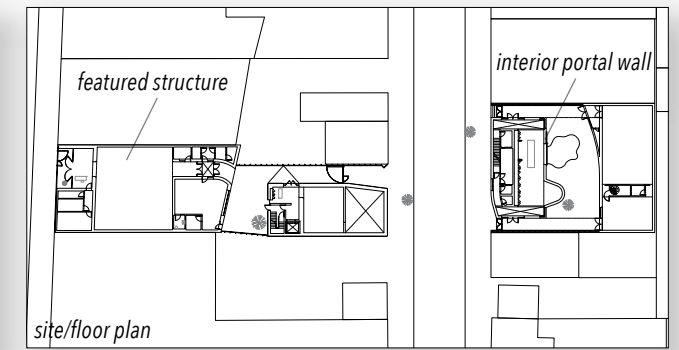 interior portal wall
featured structure
site/floor plan